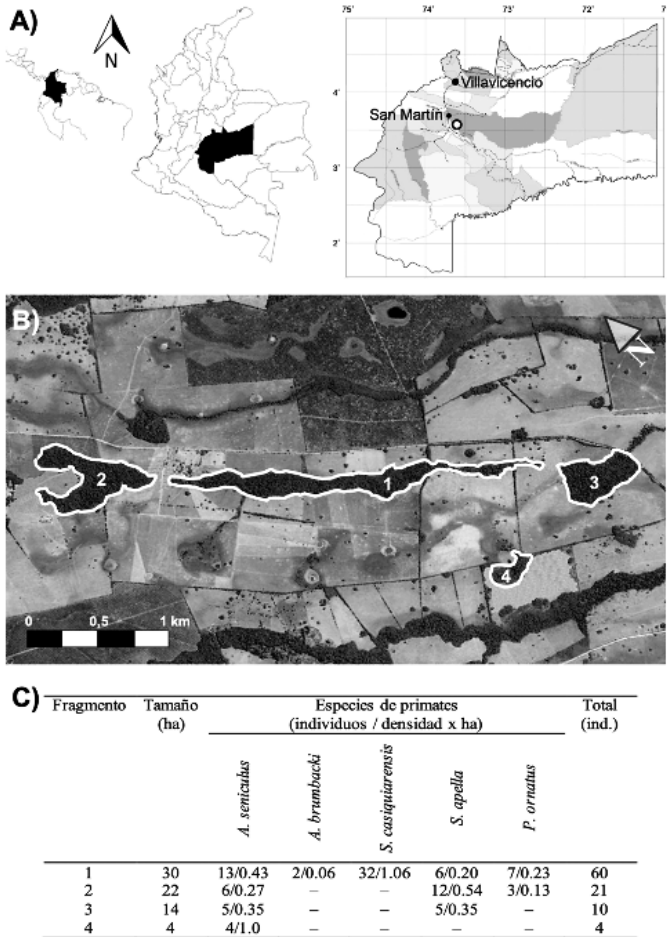 A)
N
75°
74°
73°
72°
7
4°
3°
2°
Villavicencio
San Martín
B)
N
2
1
3
4
0 0,5 1 km
C)
Fragmento Tamaño (ha) Especies de primates (individuos / densidad x ha) Total (ind.)
A. seniculus
A. brumbacki
S. casiquiarensis
S. apella
P. ornatus
1 30 13/0.43 2/0.06 32/1.06 6/0.20 7/0.23 60
2 22 6/0.27 – – 12/0.54 3/0.13 21
3 14 5/0.35 – – 5/0.35 – 10
4 4 4/1.0 – – – – 4